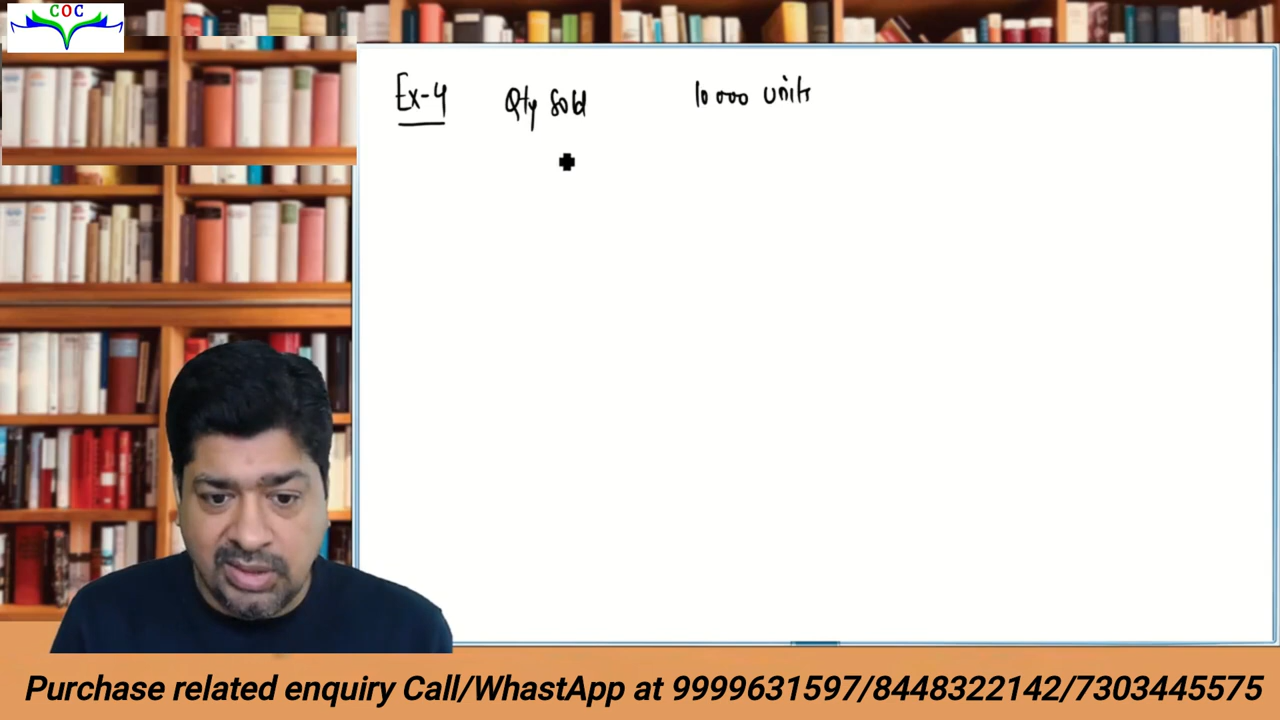 COC
Ex-4 Qty Sold 10000 units
Purchase related enquiry Call/WhastApp at 9999631597/8448322142/7303445575